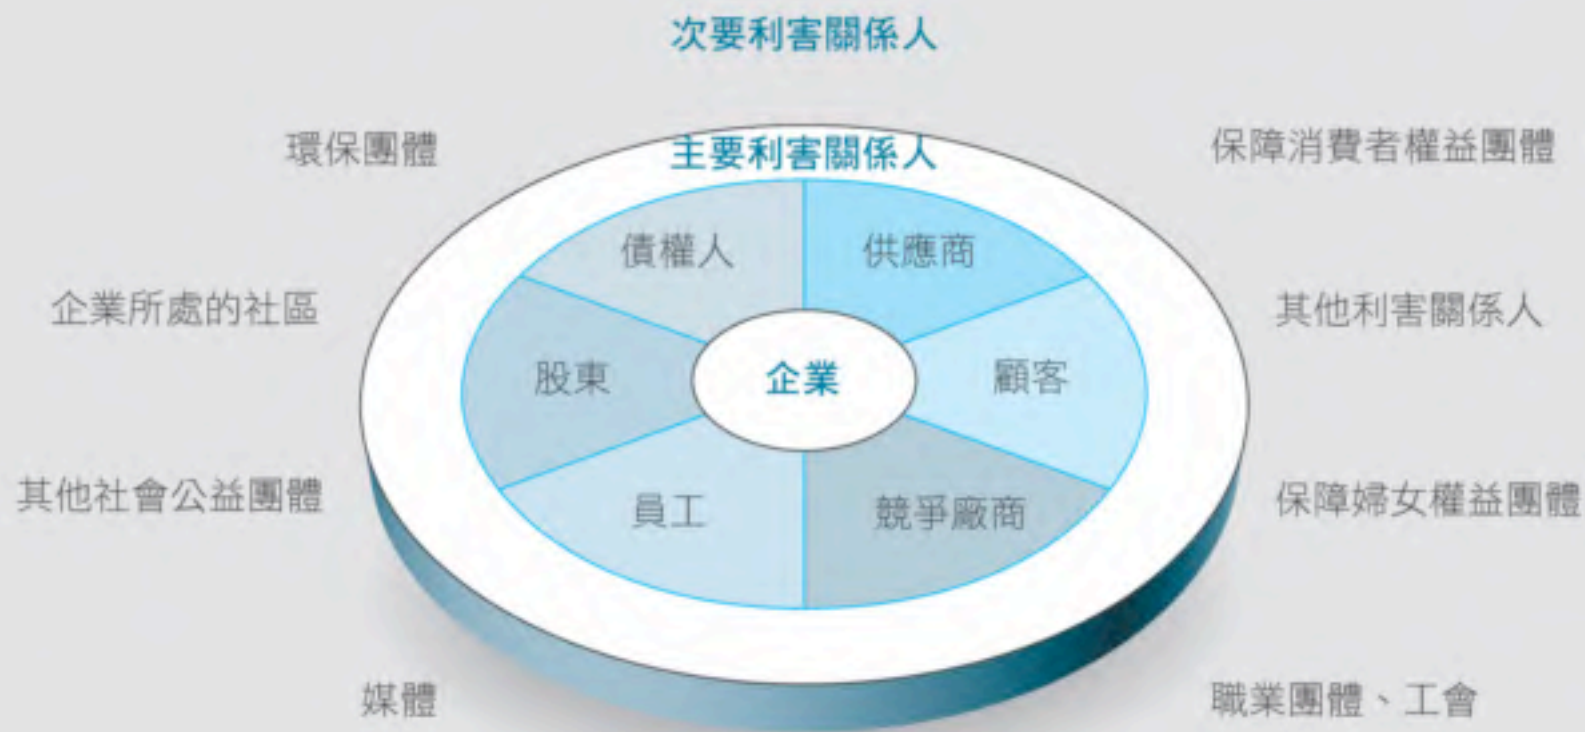 次要利害關係人
環保團體
保障消費者權益團體
主要利害關係人
債權人
供應商
企業所處的社區
其他利害關係人
股東
企業
顧客
其他社會公益團體
保障婦女權益團體
員工
競爭廠商
媒體
職業團體、工會